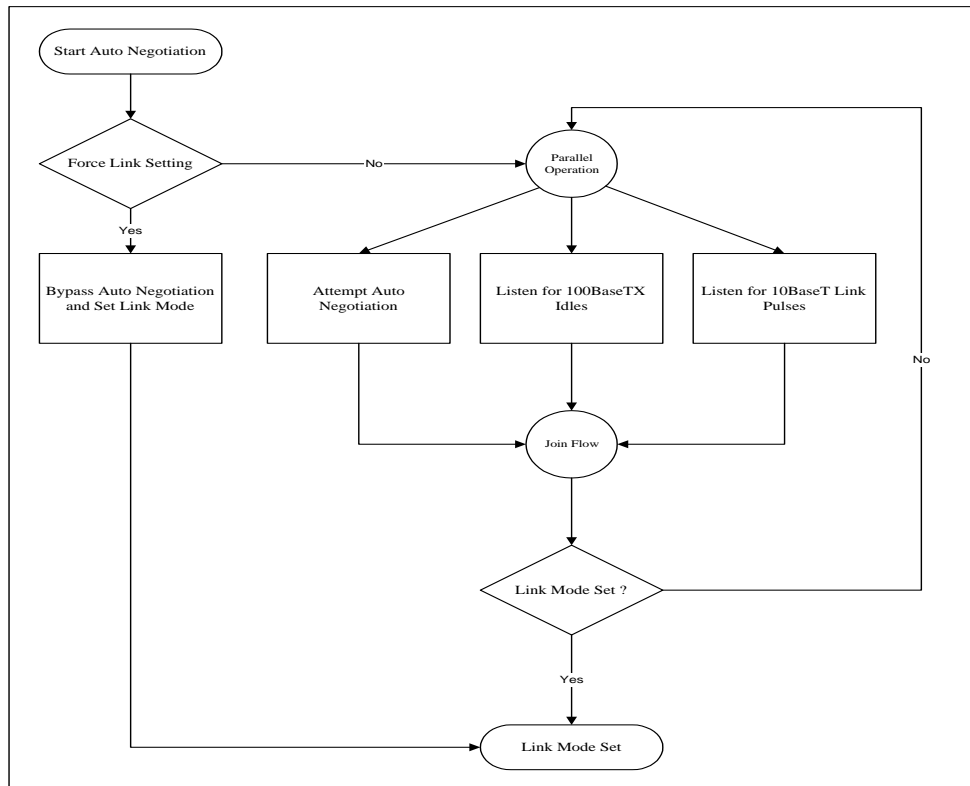 Start Auto Negotiation
Force Link Setting
No
Parallel
Operation
Yes
Bypass Auto Negotiation
and Set Link Mode
Attempt Auto
Negotiation
Listen for 100BaseTX
Idles
Listen for 10BaseT Link
Pulses
No
Join Flow
Link Mode Set ?
Yes
Link Mode Set